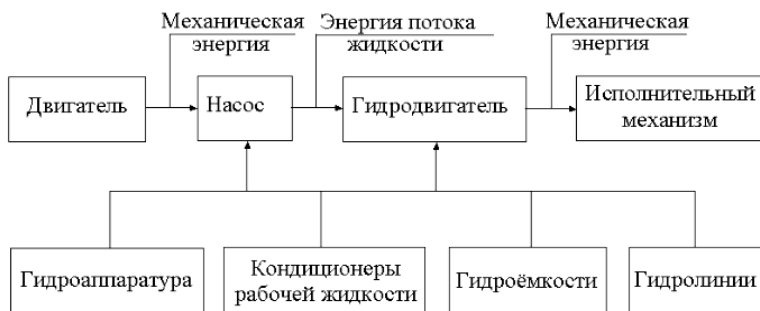 Механическая
энергия
Энергия потока
жидкости
Механическая
энергия
Двигатель
Насос
Гидродвигатель
Исполнительный
механизм
Гидроаппаратура
Кондиционеры
рабочей жидкости
Гидроёмкости
Гидролинии